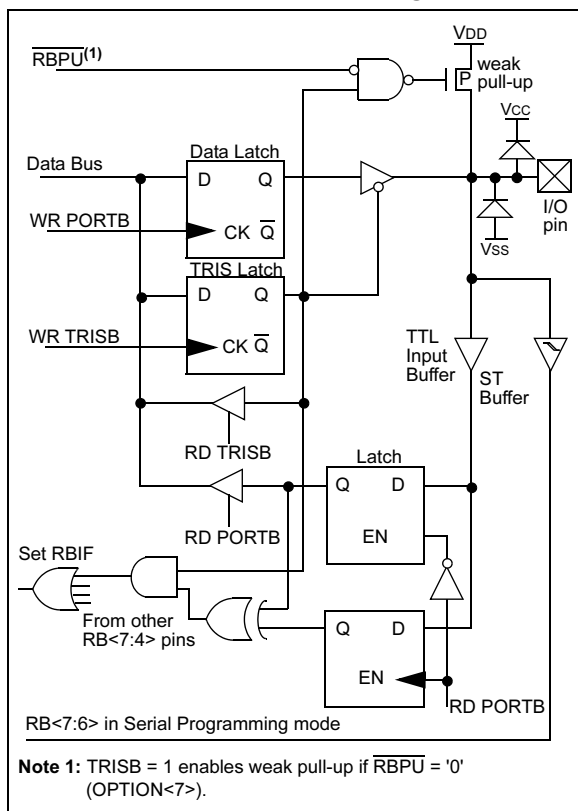 VDD
RBPU(1)
weak
pull-up
P
VCC
Data Bus
Data Latch
D Q
WR PORTB
CK Q
I/O
pin
VSS
TRIS Latch
D Q
WR TRISB
CK Q
TTL
Input
Buffer
ST
Buffer
RD TRISB
Latch
Q D
RD PORTB
EN
Set RBIF
From other
RB<7:4> pins
Q D
EN
RD PORTB
RB<7:6> in Serial Programming mode
Note 1: TRISB = 1 enables weak pull-up if RBPU = '0'
(OPTION<7>).